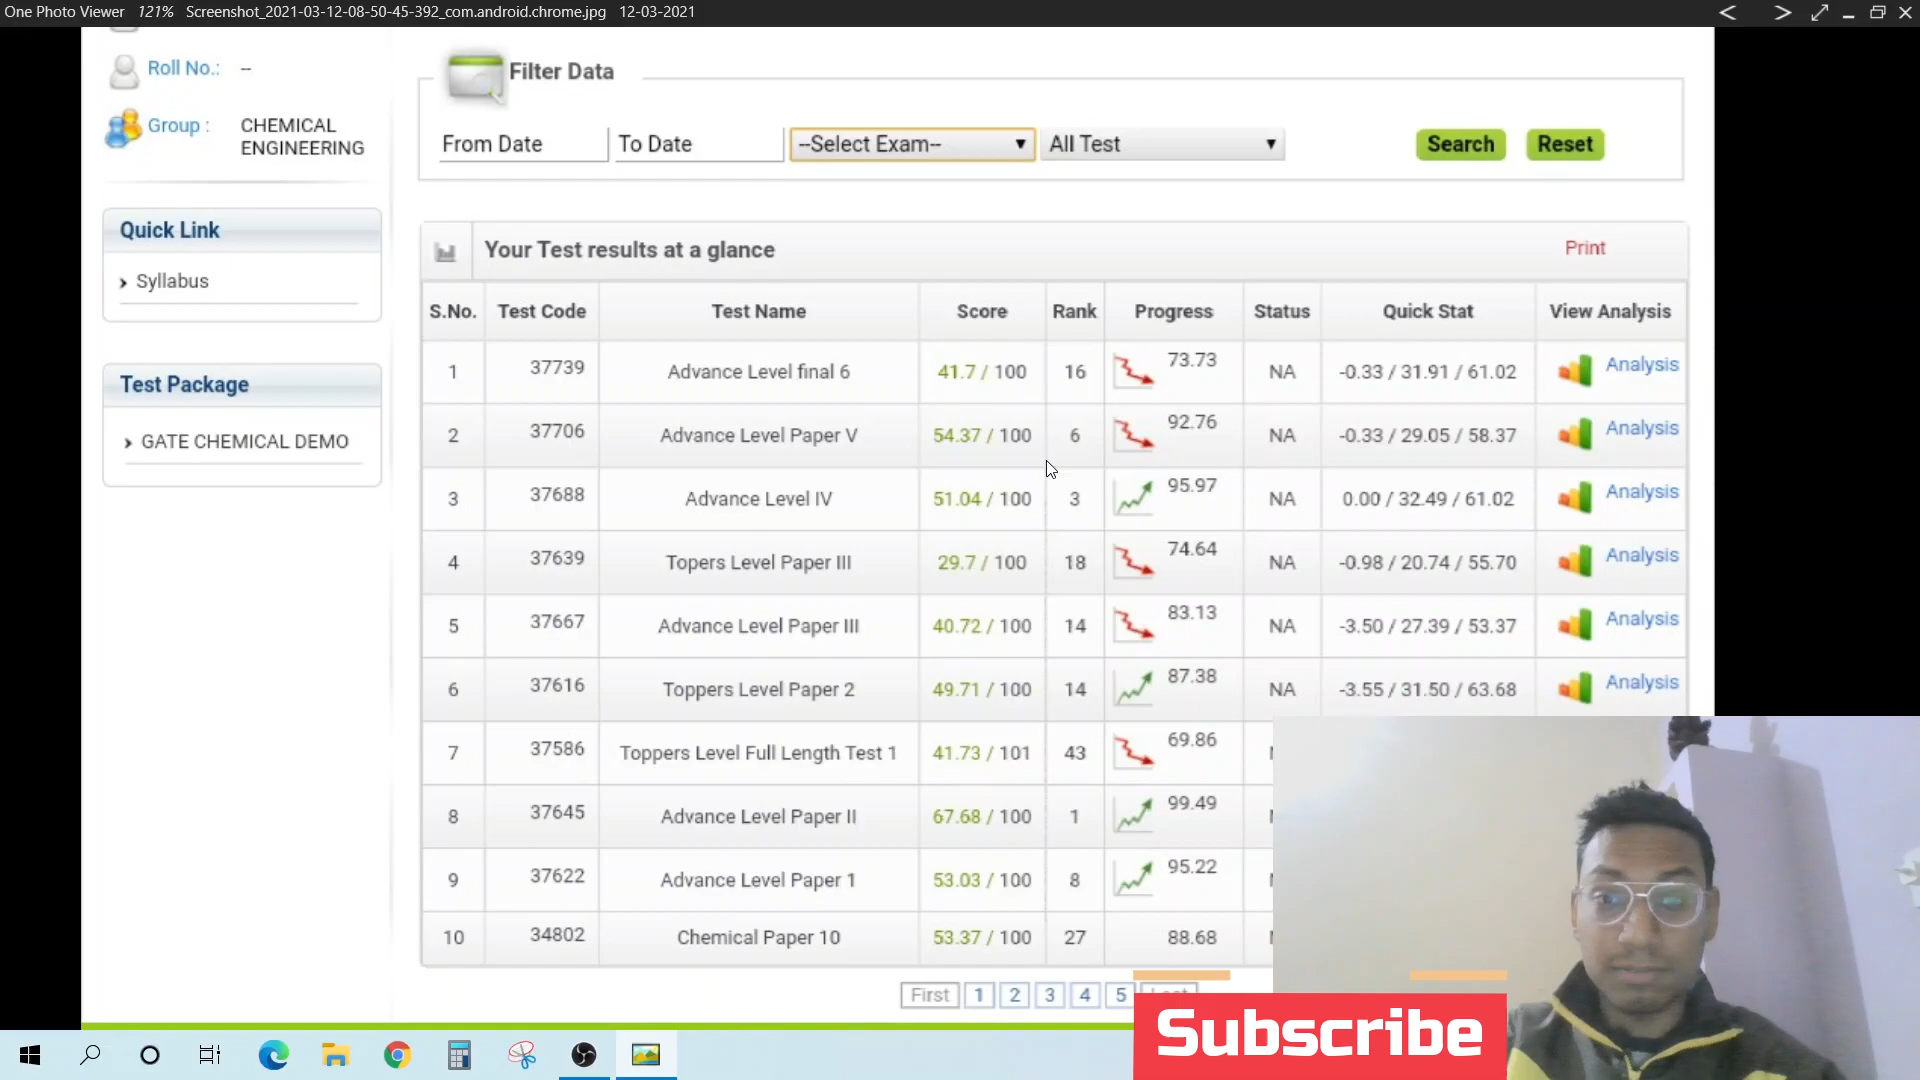 One Photo Viewer 121% Screenshot_2021-03-12-08-50-45-392_com.android.chrome.jpg 12-03-2021
Roll No.: --
Group : CHEMICAL
ENGINEERING
Quick Link
Syllabus
Test Package
GATE CHEMICAL DEMO
Filter Data
From Date To Date --Select Exam-- All Test Search Reset
Your Test results at a glance Print
S.No. Test Code Test Name Score Rank Progress Status Quick Stat View Analysis
1 37739 Advance Level final 6 41.7 / 100 16 73.73 NA -0.33 / 31.91 / 61.02 Analysis
2 37706 Advance Level Paper V 54.37 / 100 6 92.76 NA -0.33 / 29.05 / 58.37 Analysis
3 37688 Advance Level IV 51.04 / 100 3 95.97 NA 0.00 / 32.49 / 61.02 Analysis
4 37639 Topers Level Paper III 29.7 / 100 18 74.64 NA -0.98 / 20.74 / 55.70 Analysis
5 37667 Advance Level Paper III 40.72 / 100 14 83.13 NA -3.50 / 27.39 / 53.37 Analysis
6 37616 Toppers Level Paper 2 49.71 / 100 14 87.38 NA -3.55 / 31.50 / 63.68 Analysis
7 37586 Toppers Level Full Length Test 1 41.73 / 101 43 69.86
8 37645 Advance Level Paper II 67.68 / 100 1 99.49
9 37622 Advance Level Paper 1 53.03 / 100 8 95.22
10 34802 Chemical Paper 10 53.37 / 100 27 88.68
First 1 2 3 4 5
Subscribe